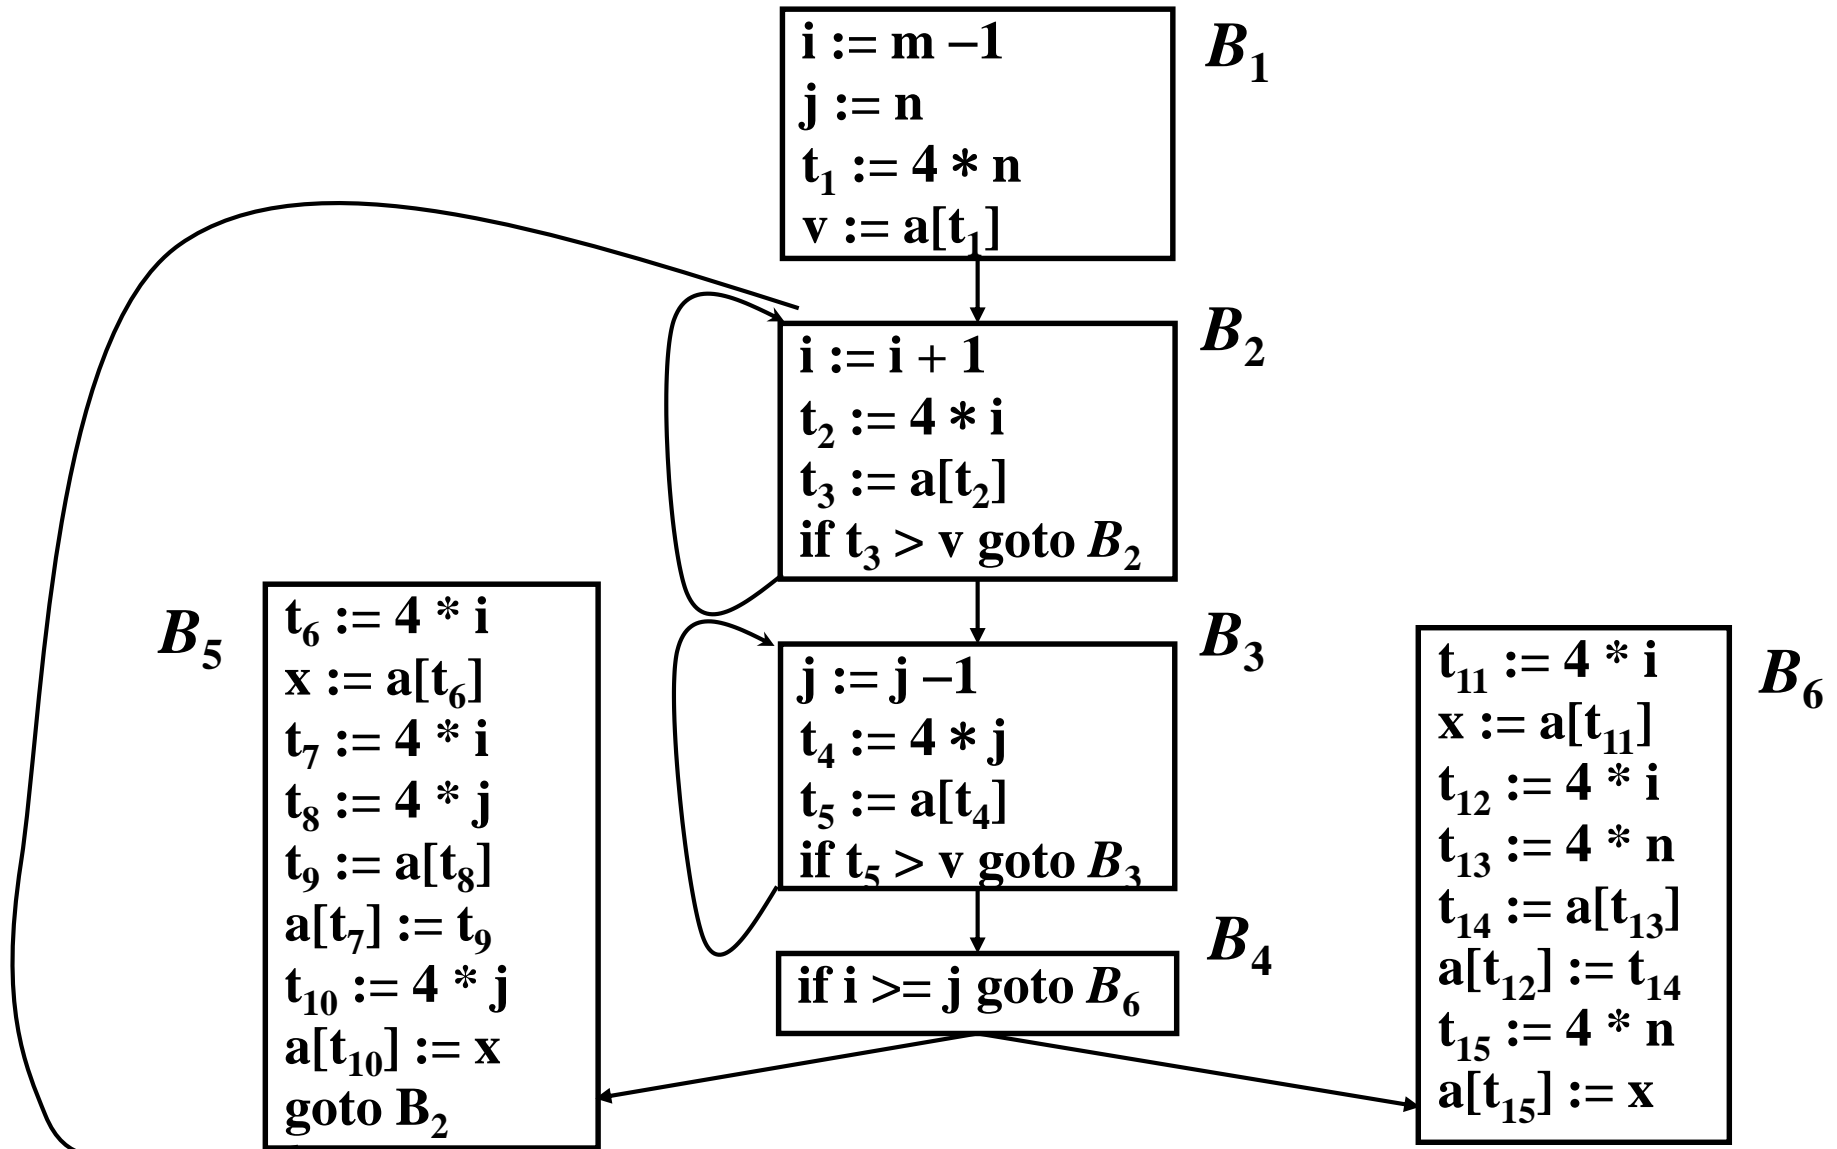 i := m –1
j := n
t₁ := 4 * n
v := a[t₁]
B₁
i := i + 1
t₂ := 4 * i
t₃ := a[t₂]
if t₃ > v goto B₂
B₂
j := j –1
t₄ := 4 * j
t₅ := a[t₄]
if t₅ > v goto B₃
B₃
if i >= j goto B₆
B₄
B₅
t₆ := 4 * i
x := a[t₆]
t₇ := 4 * i
t₈ := 4 * j
t₉ := a[t₈]
a[t₇] := t₉
t₁₀ := 4 * j
a[t₁₀] := x
goto B₂
t₁₁ := 4 * i
x := a[t₁₁]
t₁₂ := 4 * i
t₁₃ := 4 * n
t₁₄ := a[t₁₃]
a[t₁₂] := t₁₄
t₁₅ := 4 * n
a[t₁₅] := x
B₆